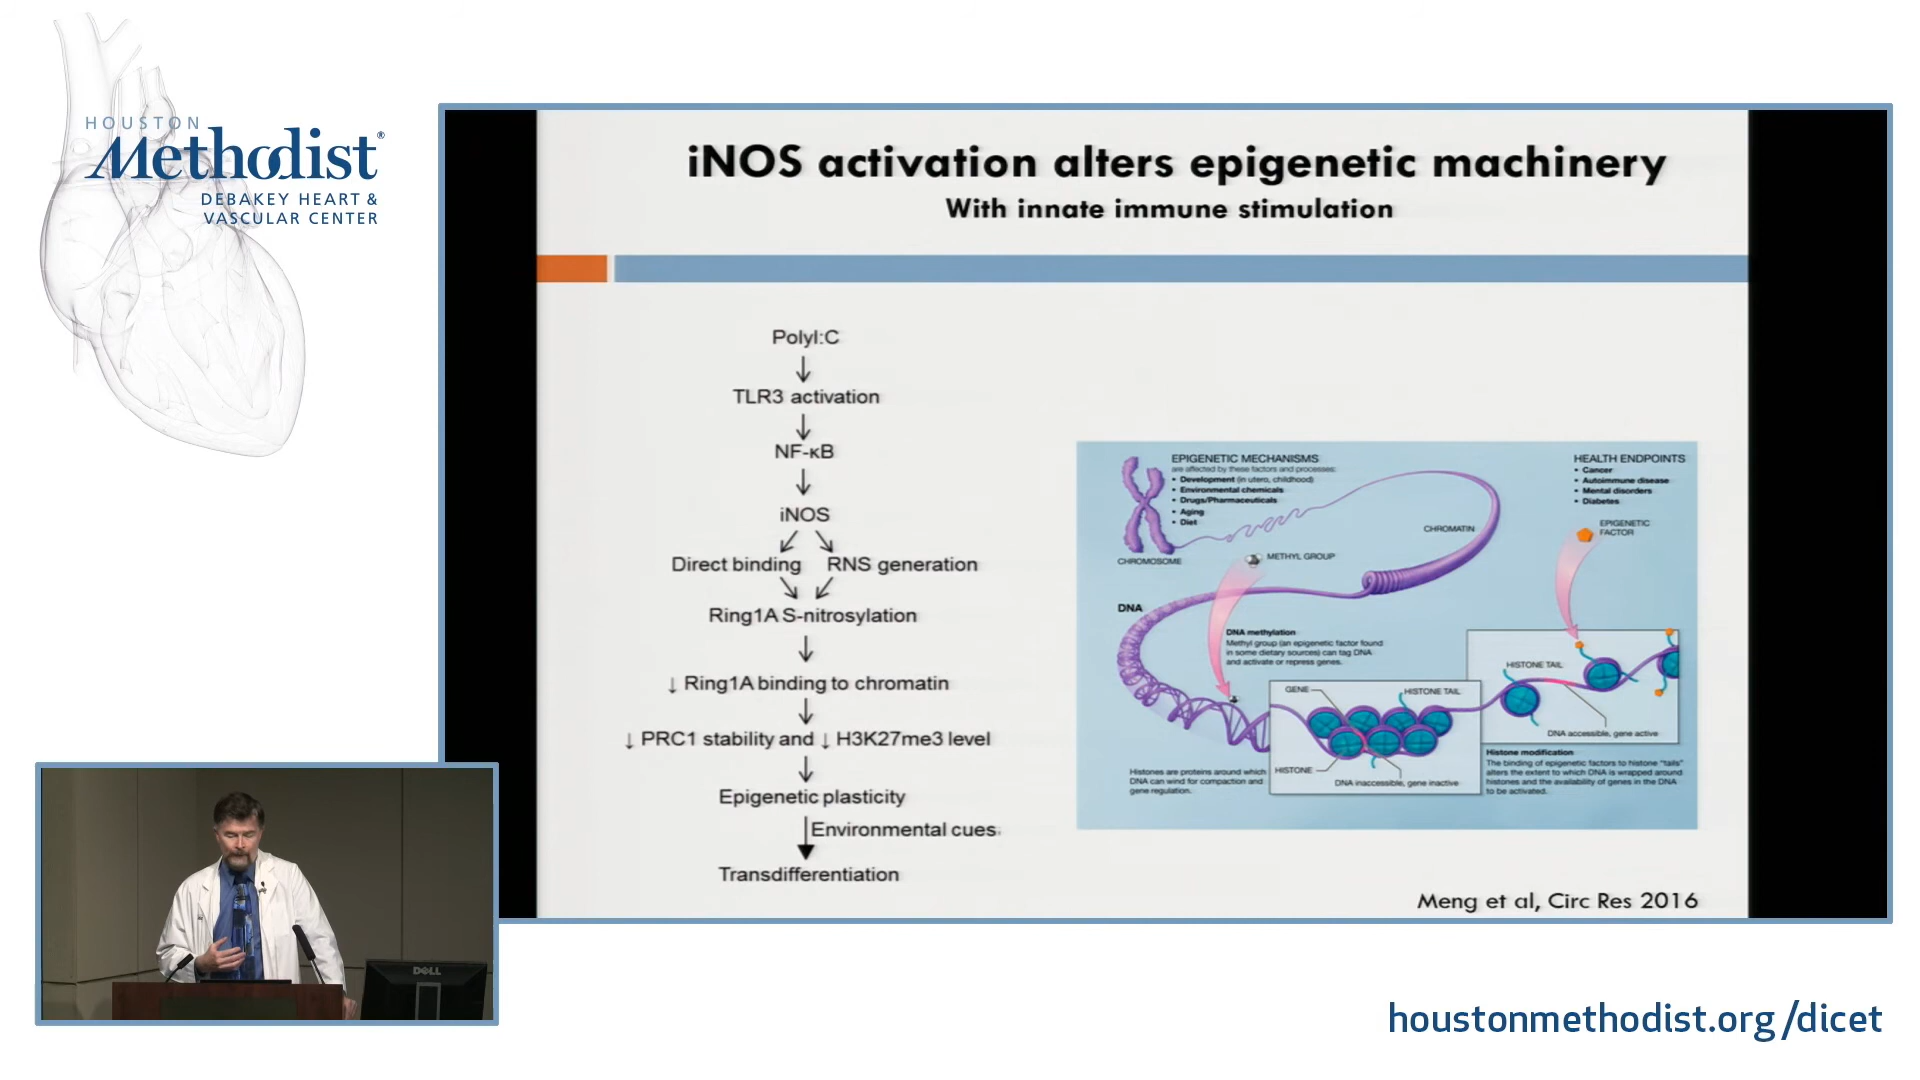 HOUSTON
Methodist®
DEBAKEY HEART &
VASCULAR CENTER
iNOS activation alters epigenetic machinery
With innate immune stimulation
PolyI:C
TLR3 activation
NF-κB
iNOS
Direct binding RNS generation
Ring1A S-nitrosylation
↓ Ring1A binding to chromatin
↓ PRC1 stability and ↓ H3K27me3 level
Epigenetic plasticity
Environmental cues
Transdifferentiation
EPIGENETIC MECHANISMS
are affected by these factors and processes:
• Development (in utero, childhood)
• Environmental chemicals
• Drugs/Pharmaceuticals
• Aging
• Diet
HEALTH ENDPOINTS
• Cancer
• Autoimmune disease
• Mental disorders
• Diabetes
EPIGENETIC
FACTOR
CHROMATIN
CHROMOSOME
METHYL GROUP
DNA
DNA methylation
Methyl group (an epigenetic factor found
in some dietary sources) can tag DNA
and activate or repress genes.
HISTONE TAIL
GENE
HISTONE TAIL
DNA accessible, gene active
HISTONE
DNA inaccessible, gene inactive
Histones are proteins around which
DNA can wind for compaction and
gene regulation.
Histone modification
The binding of epigenetic factors to histone "tails"
alters the extent to which DNA is wrapped around
histones and the availability of genes in the DNA
to be activated.
Meng et al, Circ Res 2016
DELL
houstonmethodist.org/dicet